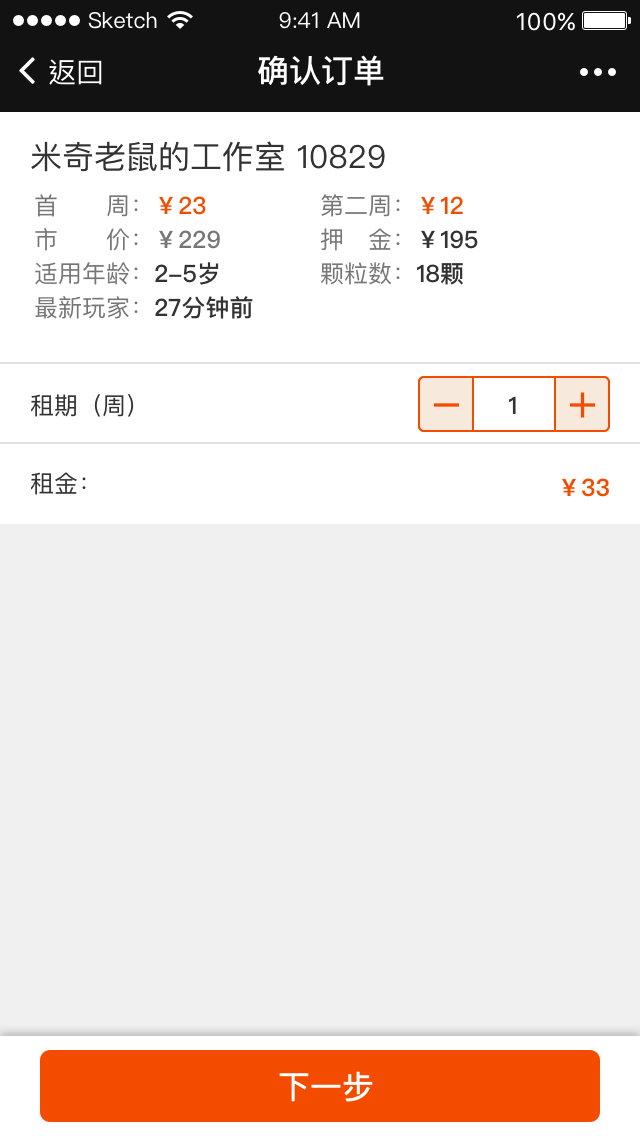 Sketch 9:41 AM 100%
返回 确认订单
米奇老鼠的工作室 10829
首 周： ¥ 23 第二周： ¥ 12
市 价： ¥ 229 押 金： ¥ 195
适用年龄： 2–5岁 颗粒数： 18颗
最新玩家： 27分钟前
租期（周） － 1 ＋
租金： ¥ 33
下一步